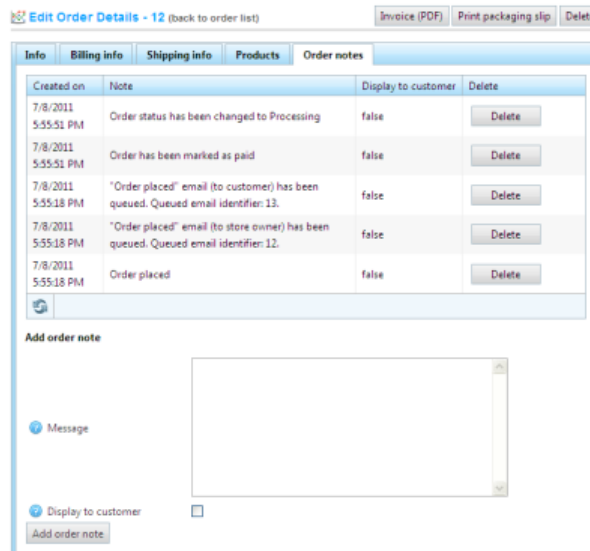 Edit Order Details - 12 (back to order list) Invoice (PDF) Print packaging slip Delet
Info Billing info Shipping info Products Order notes
Created on Note Display to customer Delete
7/8/2011
5:55:51 PM Order status has been changed to Processing false Delete
7/8/2011
5:55:51 PM Order has been marked as paid false Delete
7/8/2011
5:55:18 PM "Order placed" email (to customer) has been
queued. Queued email identifier: 13. false Delete
7/8/2011
5:55:18 PM "Order placed" email (to store owner) has been
queued. Queued email identifier: 12. false Delete
7/8/2011
5:55:18 PM Order placed false Delete
Add order note
Message
Display to customer
Add order note